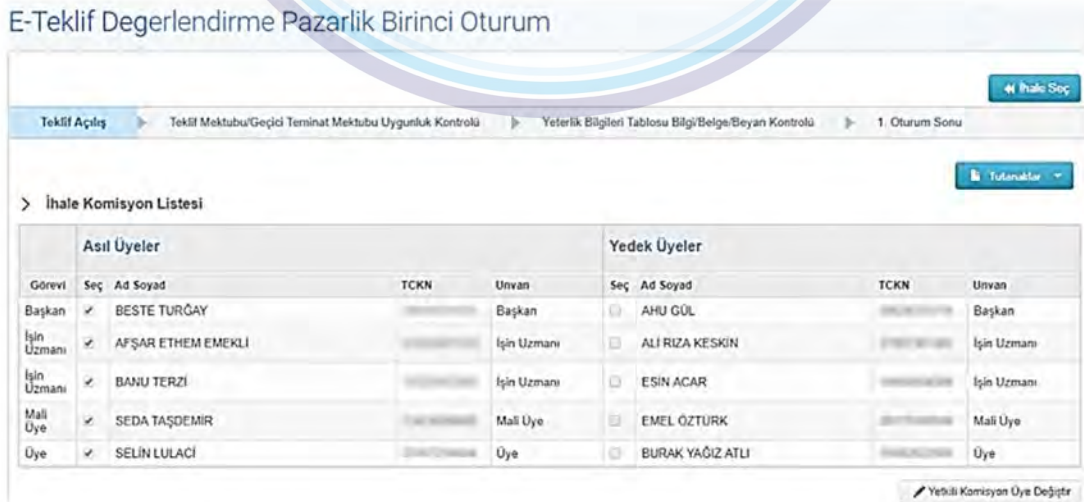 E-Teklif Degerlendirme Pazarlik Birinci Oturum
İhale Seç
Teklif Açılış Teklif Mektubu/Geçici Teminat Mektubu Uygunluk Kontrolü Yeterlik Bilgileri Tablosu Bilgi/Belge/Beyan Kontrolü 1. Oturum Sonu
Tutanaklar
İhale Komisyon Listesi
Asıl Üyeler Yedek Üyeler
Görevi Seç Ad Soyad TCKN Unvan Seç Ad Soyad TCKN Unvan
Başkan BESTE TURĞAY Başkan AHU GÜL Başkan
İşin Uzmanı AFŞAR ETHEM EMEKLİ İşin Uzmanı ALİ RIZA KESKİN İşin Uzmanı
İşin Uzmanı BANU TERZİ İşin Uzmanı ESİN ACAR İşin Uzmanı
Mali Üye SEDA TAŞDEMİR Mali Üye EMEL ÖZTÜRK Mali Üye
Üye SELİN LULACİ Üye BURAK YAĞIZ ATLI Üye
Yetkili Komisyon Üye Değiştir